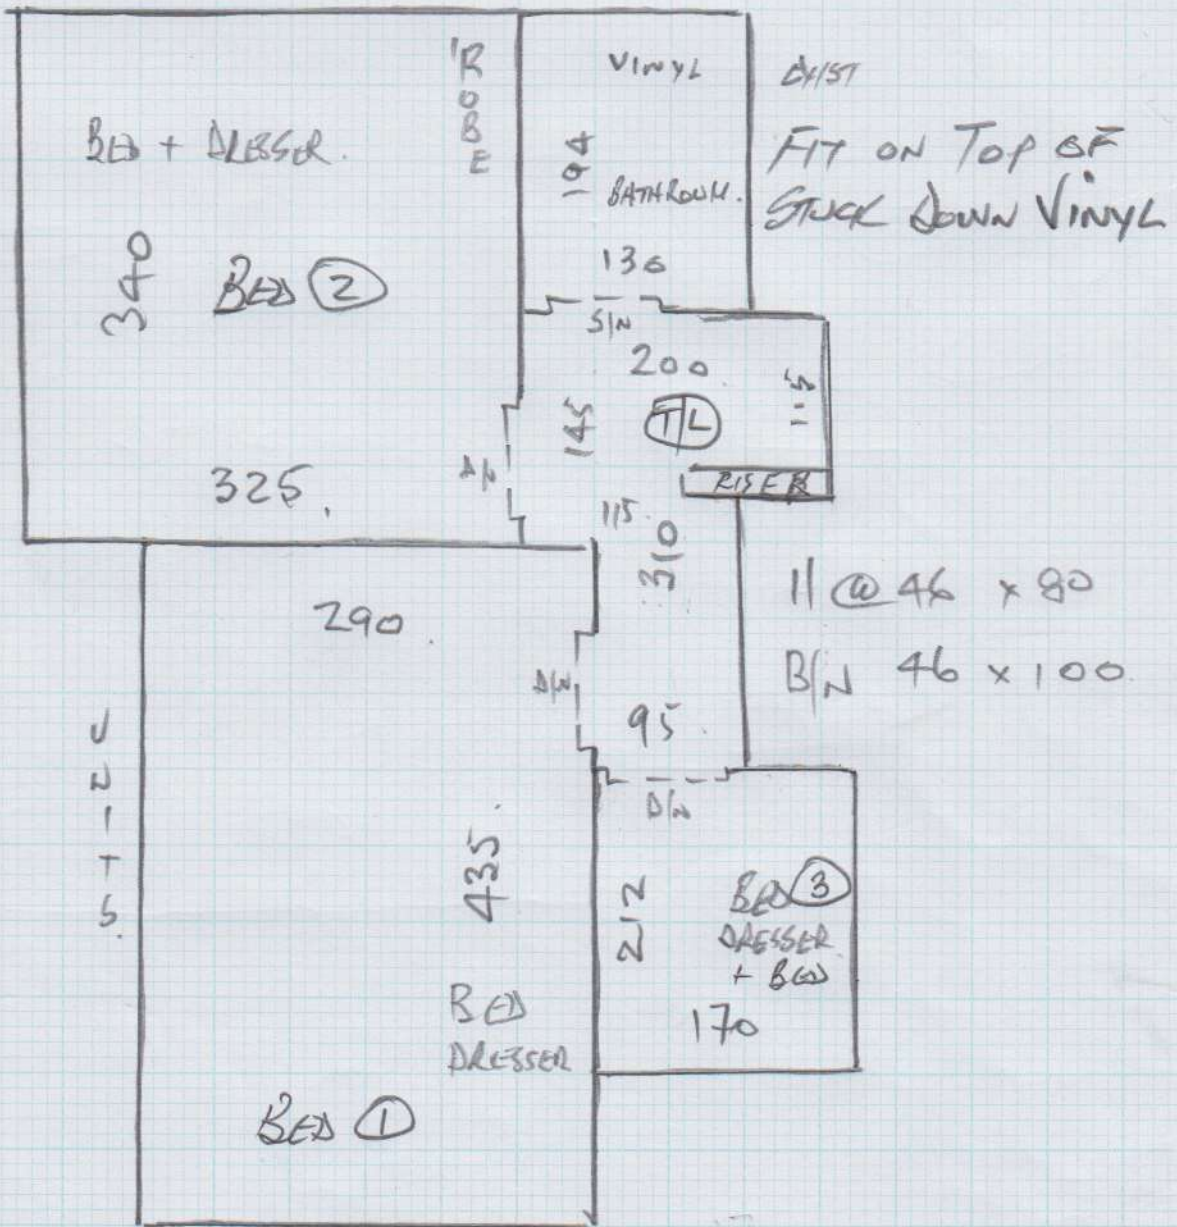 'ROBE
VINYL
EXIST
BED + DRESSER.
194
BATHROOM.
FIT ON TOP OF
STUCK DOWN VINYL
340
BED 2
136
S/N
200
145
T/L
115
325.
RISER
115
310
290
11 @ 46 x 80
B/N 46 x 100
95
D/N
435
212
BED 3
DRESSER
+ BED
170
BED
DRESSER
BED 1